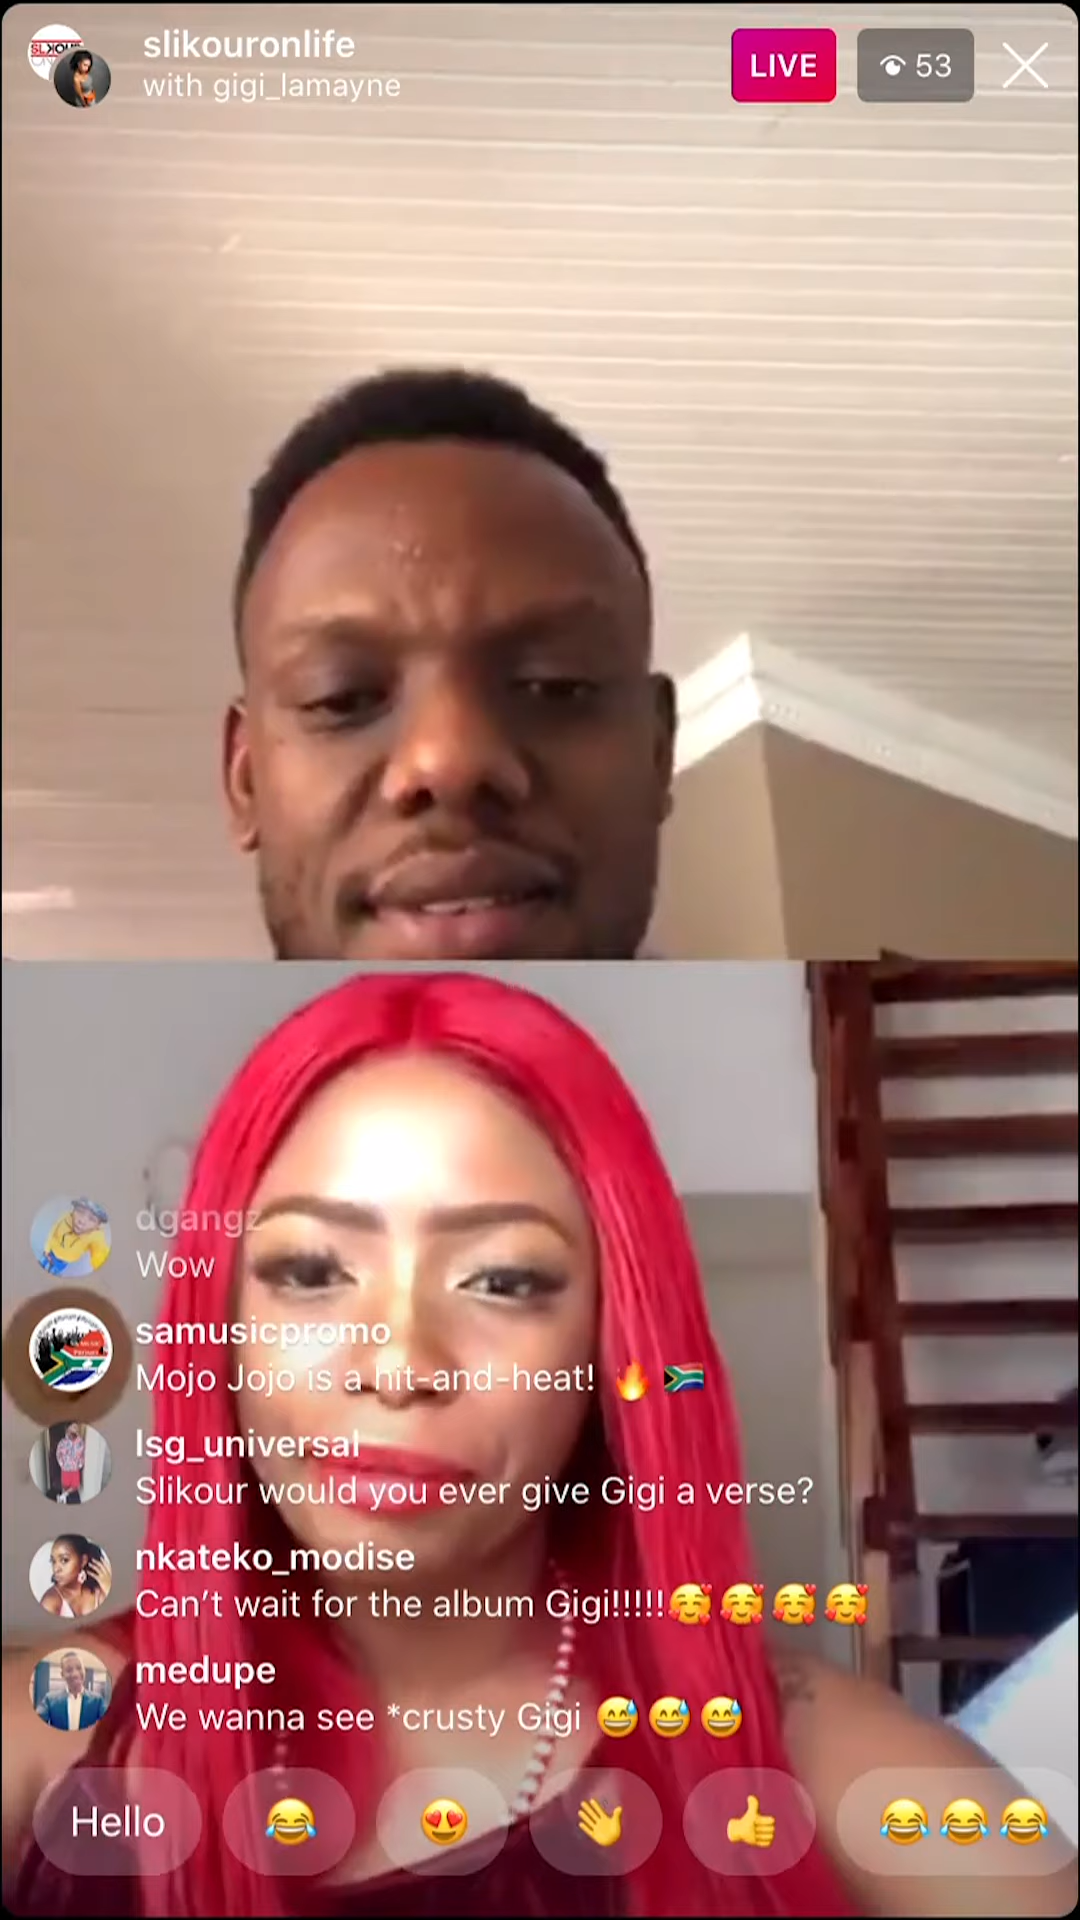 slikouronlife
with gigi_lamayne
LIVE
53
dgangz
Wow
samusicpromo
Mojo Jojo is a hit-and-heat! 🔥 🇿🇦
lsg_universal
Slikour would you ever give Gigi a verse?
nkateko_modise
Can't wait for the album Gigi!!!!!🥰🥰🥰🥰
medupe
We wanna see *crusty Gigi 😅😅😅
Hello 😂 😍 👋 👍 😂😂😂